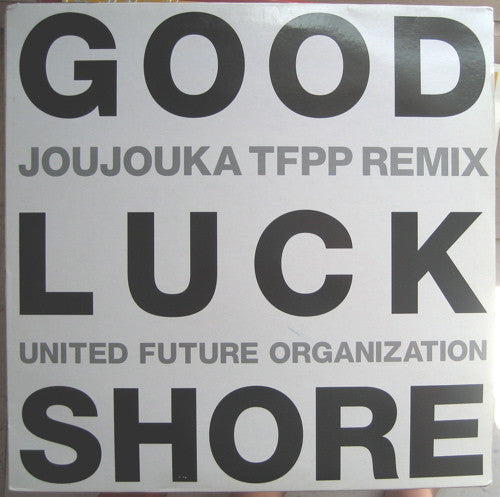 GOOD
JOUJOUKA TFPP REMIX
LUCK
UNITED FUTURE ORGANIZATION
SHORE